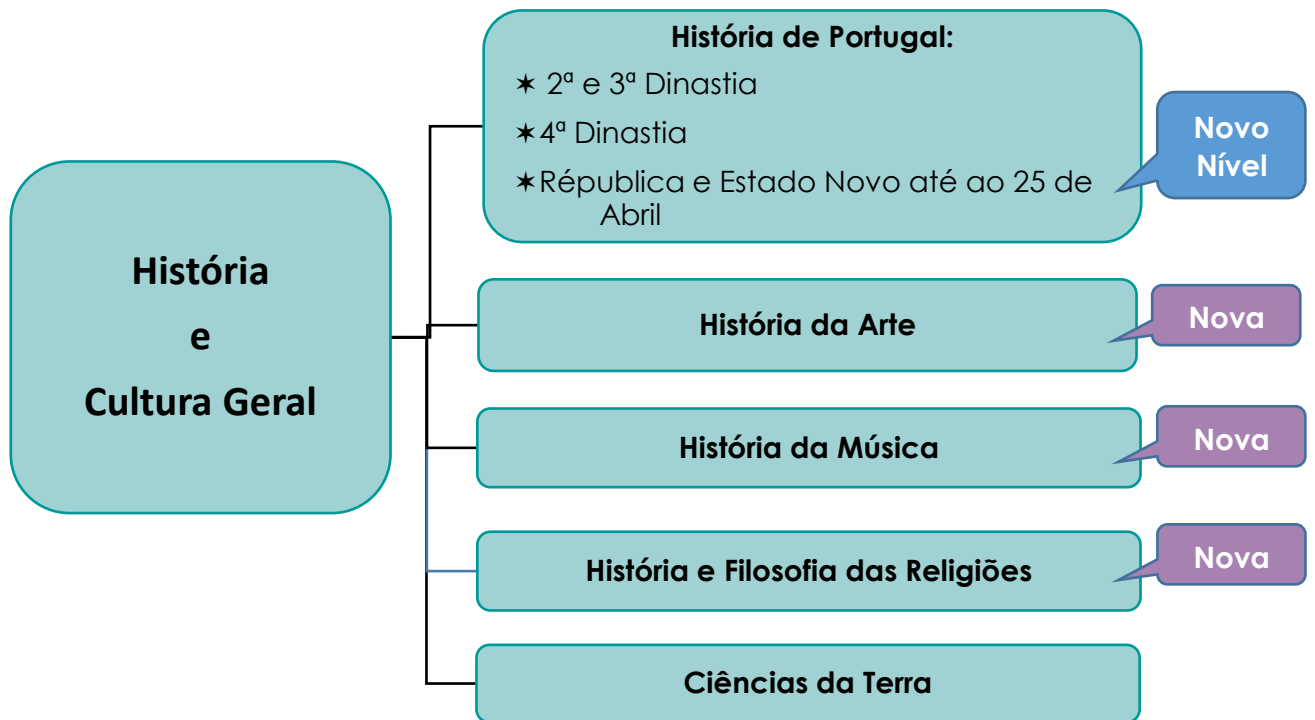 História
e
Cultura Geral
História de Portugal:
✶ 2ª e 3ª Dinastia
✶4ª Dinastia
✶Républica e Estado Novo até ao 25 de
Abril
Novo
Nível
História da Arte
Nova
História da Música
Nova
História e Filosofia das Religiões
Nova
Ciências da Terra